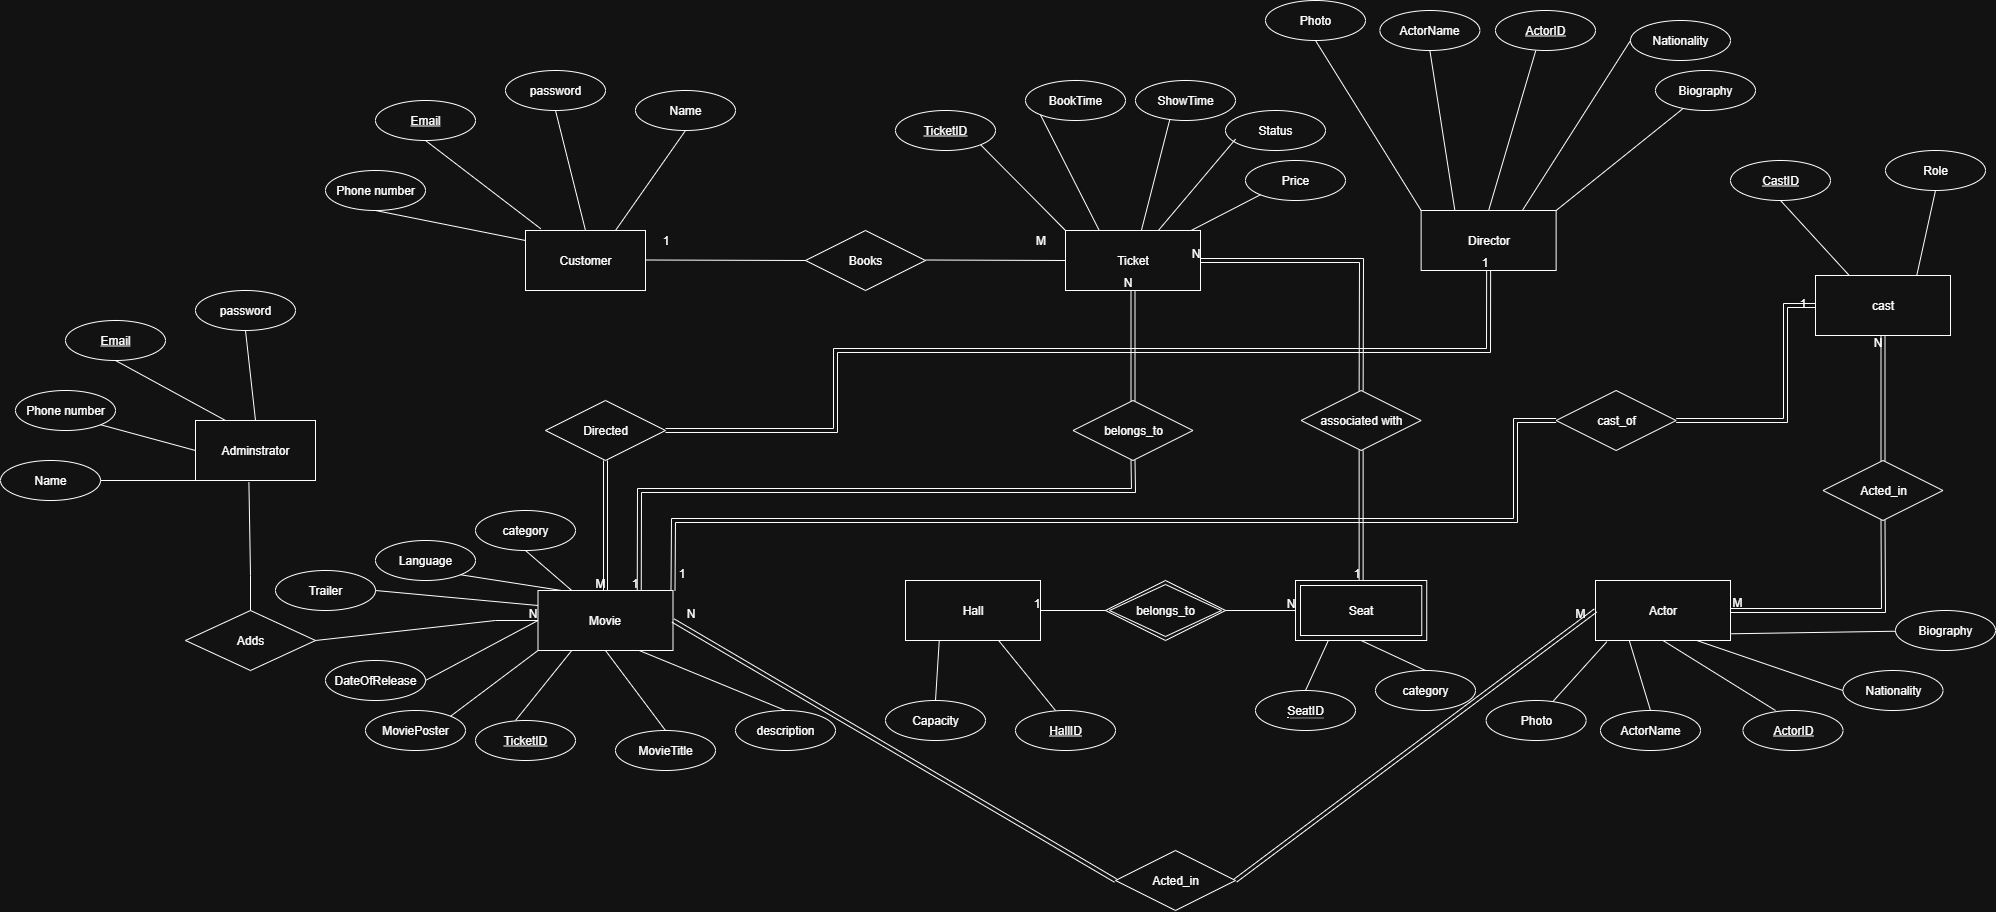 Photo
ActorName
ActorID
Nationality
Biography
password
Email
Name
Phone number
BookTime
ShowTime
TicketID
Status
Price
CastID
Role
Customer
1
Books
M
Ticket
N
N
Director
1
cast
1
N
password
Email
Phone number
Name
Adminstrator
Directed
belongs_to
associated with
cast_of
Acted_in
category
Language
Trailer
M
1
1
N
Movie
N
Adds
DateOfRelease
MoviePoster
TicketID
MovieTitle
description
Hall
1
belongs_to
N
1
Seat
M
Actor
M
Capacity
HallID
SeatID
category
Biography
Nationality
Photo
ActorName
ActorID
Acted_in